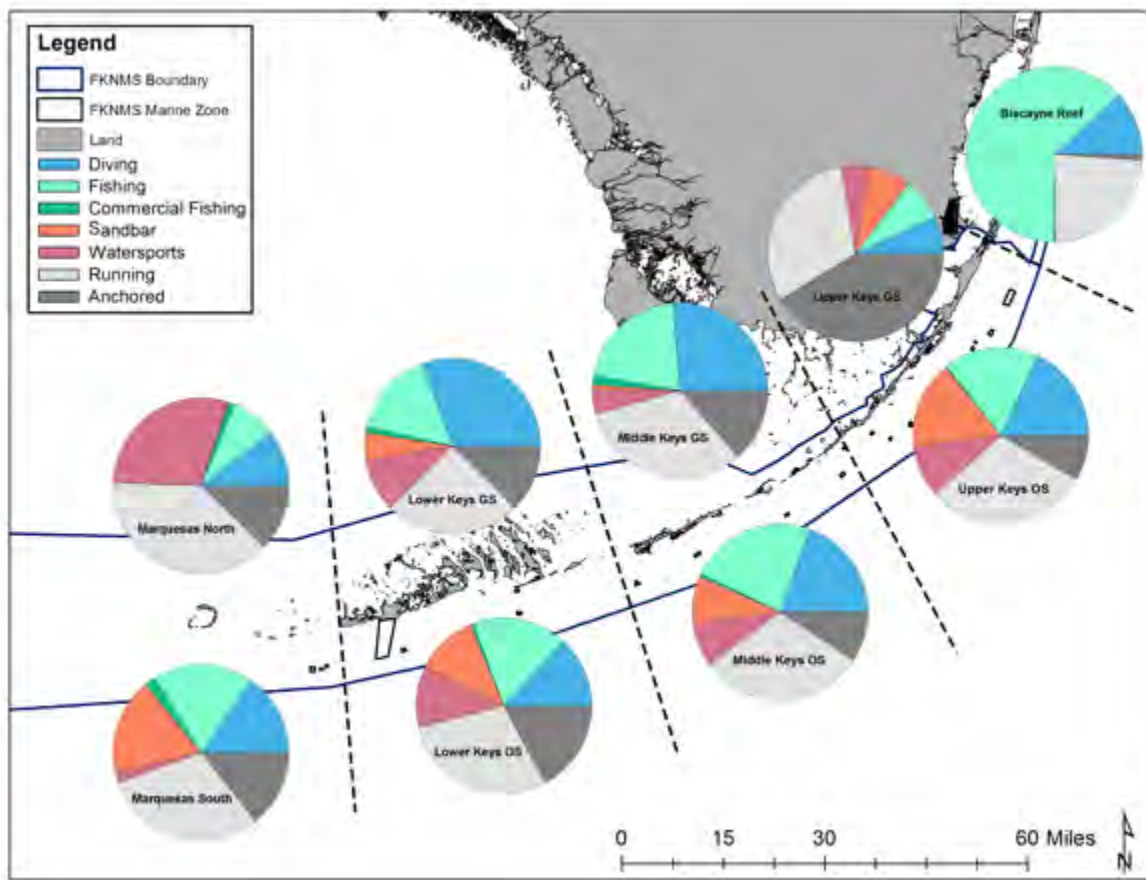 Legend
FKNMS Boundary
FKNMS Marine Zone
Land
Diving
Fishing
Commercial Fishing
Sandbar
Watersports
Running
Anchored
Biscayne Reef
Upper Keys GS
Middle Keys GS
Lower Keys GS
Upper Keys OS
Marquesas North
Middle Keys OS
Lower Keys OS
Marquesas South
0 15 30 60 Miles
N